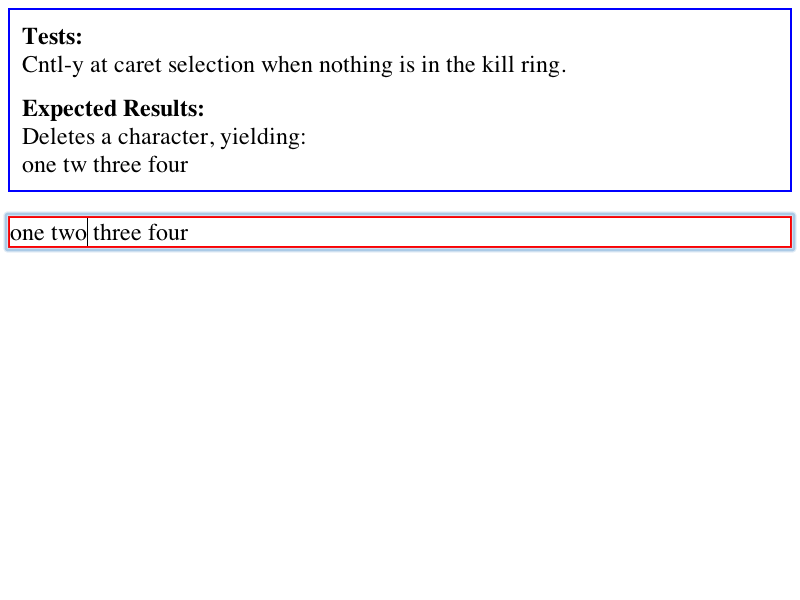 Tests:
Cntl-y at caret selection when nothing is in the kill ring.
Expected Results:
Deletes a character, yielding:
one tw three four
one two three four